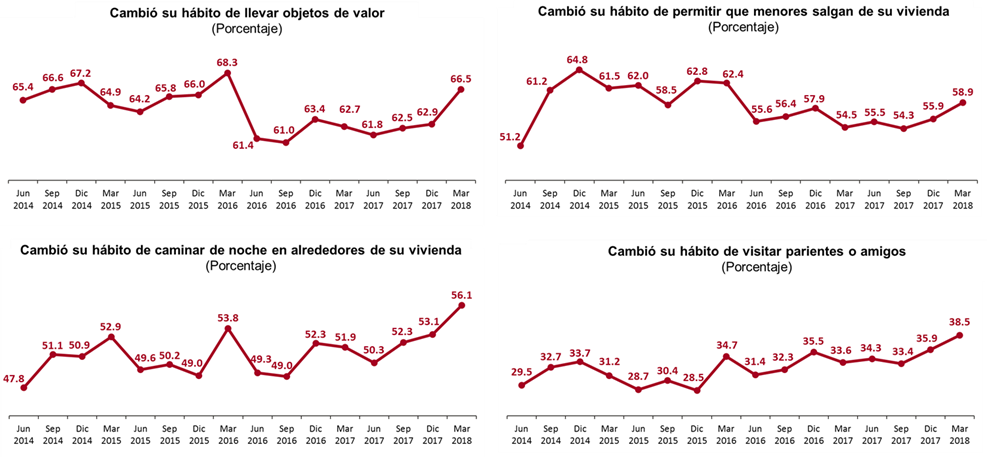 Cambió su hábito de llevar objetos de valor
(Porcentaje)
65.4 66.6 67.2 64.9 64.2 65.8 66.0 68.3 61.4 61.0 63.4 62.7 61.8 62.5 62.9 66.5
Jun Sep Dic Mar Jun Sep Dic Mar Jun Sep Dic Mar Jun Sep Dic Mar
2014 2014 2014 2015 2015 2015 2015 2016 2016 2016 2016 2017 2017 2017 2017 2018
Cambió su hábito de permitir que menores salgan de su vivienda
(Porcentaje)
51.2 61.2 64.8 61.5 62.0 58.5 62.8 62.4 55.6 56.4 57.9 54.5 55.5 54.3 55.9 58.9
Jun Sep Dic Mar Jun Sep Dic Mar Jun Sep Dic Mar Jun Sep Dic Mar
2014 2014 2014 2015 2015 2015 2015 2016 2016 2016 2016 2017 2017 2017 2017 2018
Cambió su hábito de caminar de noche en alrededores de su vivienda
(Porcentaje)
47.8 51.1 50.9 52.9 49.6 50.2 49.0 53.8 49.3 49.0 52.3 51.9 50.3 52.3 53.1 56.1
Jun Sep Dic Mar Jun Sep Dic Mar Jun Sep Dic Mar Jun Sep Dic Mar
2014 2014 2014 2015 2015 2015 2015 2016 2016 2016 2016 2017 2017 2017 2017 2018
Cambió su hábito de visitar parientes o amigos
(Porcentaje)
29.5 32.7 33.7 31.2 28.7 30.4 28.5 34.7 31.4 32.3 35.5 33.6 34.3 33.4 35.9 38.5
Jun Sep Dic Mar Jun Sep Dic Mar Jun Sep Dic Mar Jun Sep Dic Mar
2014 2014 2014 2015 2015 2015 2015 2016 2016 2016 2016 2017 2017 2017 2017 2018